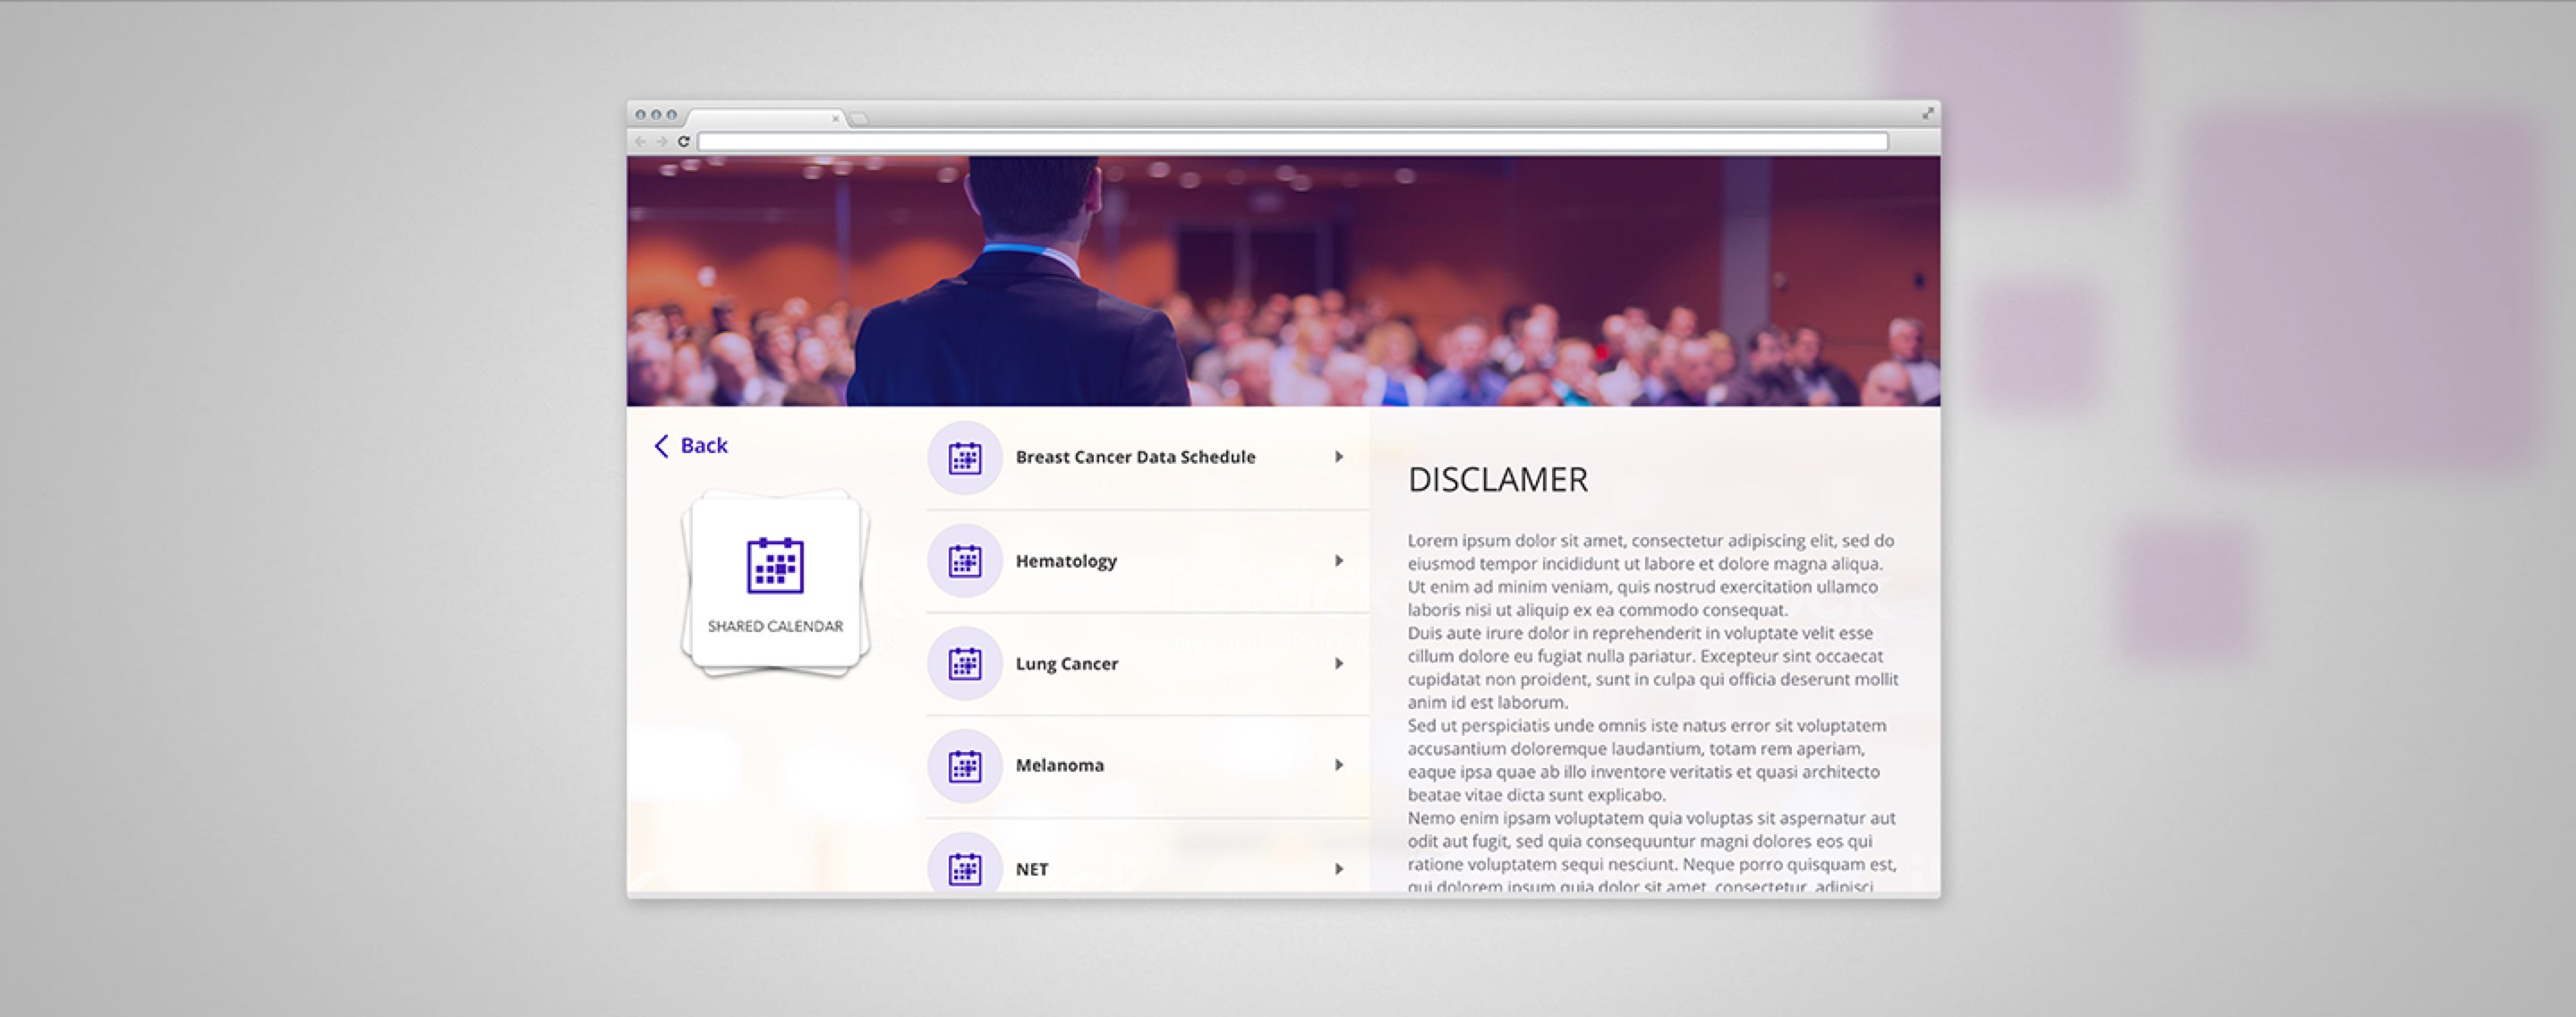 Back
SHARED CALENDAR
Breast Cancer Data Schedule
Hematology
Lung Cancer
Melanoma
NET
DISCLAMER
Lorem ipsum dolor sit amet, consectetur adipiscing elit, sed do
eiusmod tempor incididunt ut labore et dolore magna aliqua.
Ut enim ad minim veniam, quis nostrud exercitation ullamco
laboris nisi ut aliquip ex ea commodo consequat.
Duis aute irure dolor in reprehenderit in voluptate velit esse
cillum dolore eu fugiat nulla pariatur. Excepteur sint occaecat
cupidatat non proident, sunt in culpa qui officia deserunt mollit
anim id est laborum.
Sed ut perspiciatis unde omnis iste natus error sit voluptatem
accusantium doloremque laudantium, totam rem aperiam,
eaque ipsa quae ab illo inventore veritatis et quasi architecto
beatae vitae dicta sunt explicabo.
Nemo enim ipsam voluptatem quia voluptas sit aspernatur aut
odit aut fugit, sed quia consequuntur magni dolores eos qui
ratione voluptatem sequi nesciunt. Neque porro quisquam est,
qui dolorem ipsum quia dolor sit amet, consectetur, adipisci